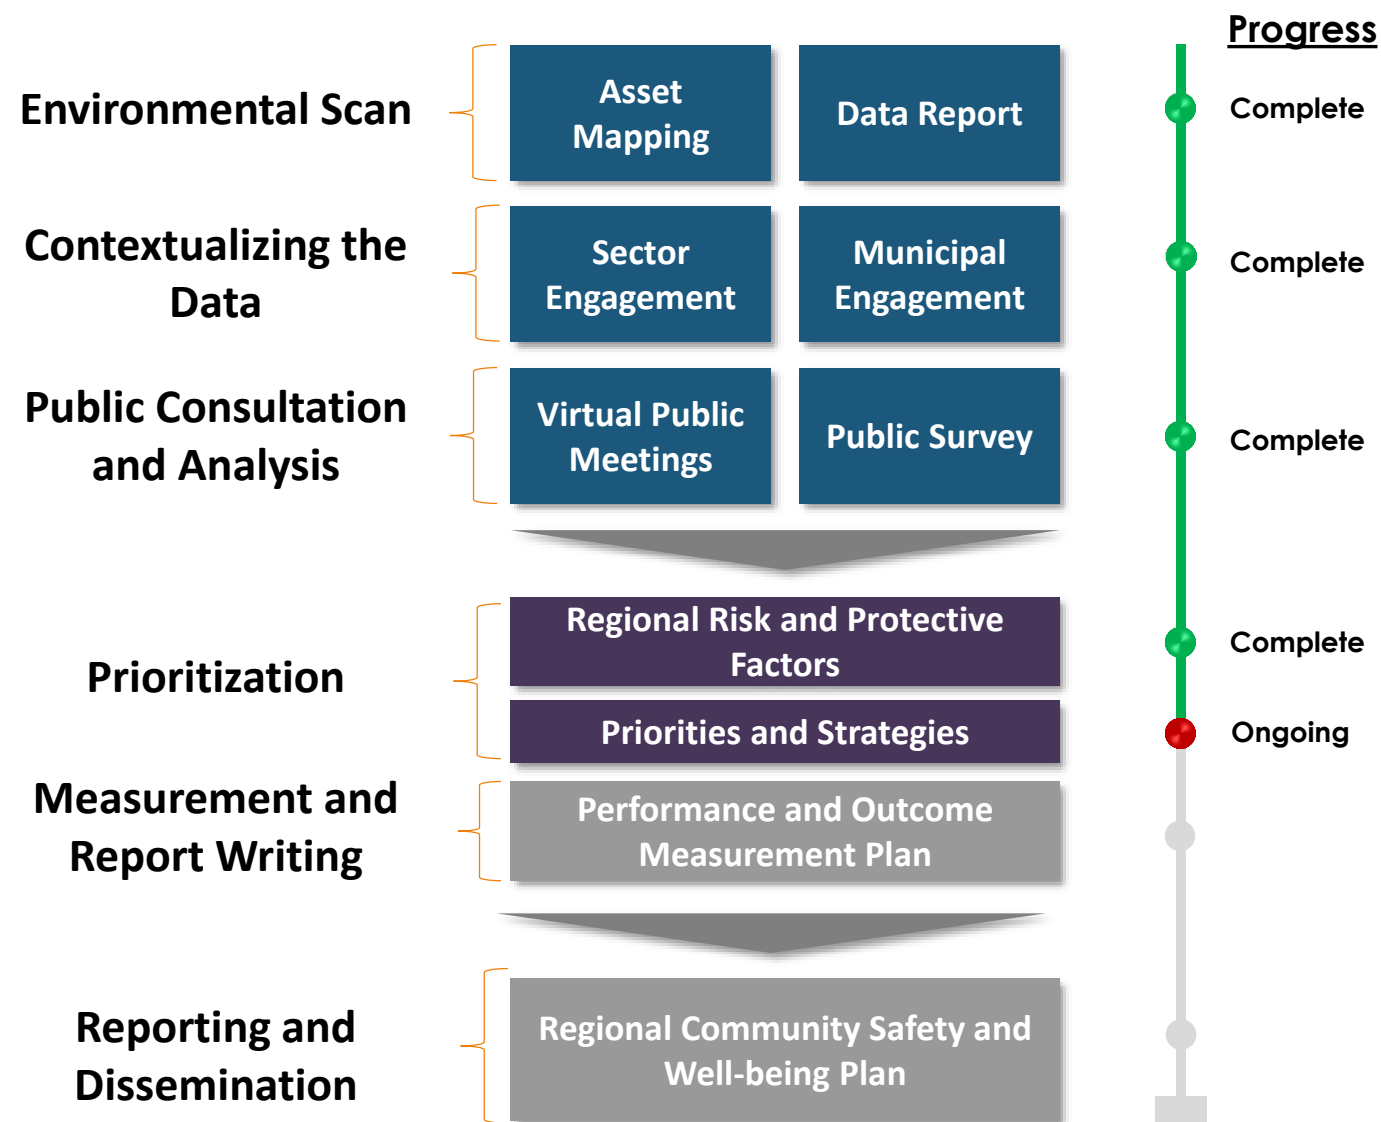 Progress
Environmental Scan
Asset
Mapping
Data Report
Complete
Contextualizing the
Data
Sector
Engagement
Municipal
Engagement
Complete
Public Consultation
and Analysis
Virtual Public
Meetings
Public Survey
Complete
Prioritization
Regional Risk and Protective
Factors
Complete
Priorities and Strategies
Ongoing
Measurement and
Report Writing
Performance and Outcome
Measurement Plan
Reporting and
Dissemination
Regional Community Safety and
Well-being Plan